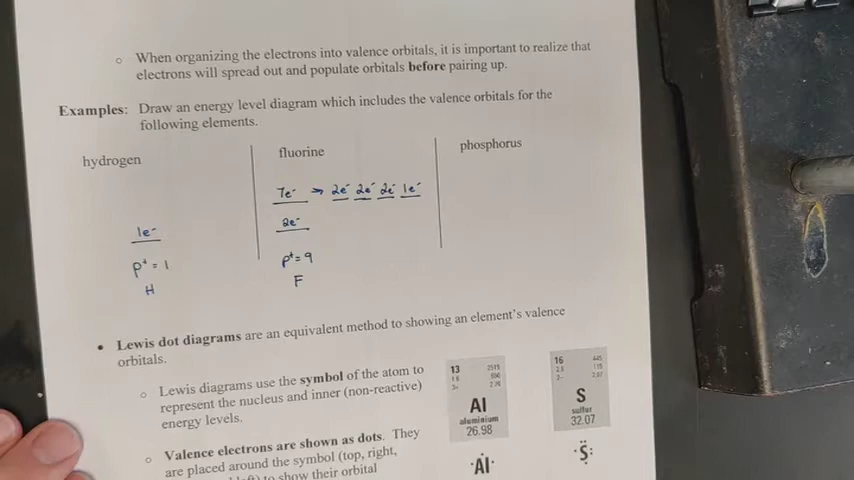 ○ When organizing the electrons into valence orbitals, it is important to realize that
electrons will spread out and populate orbitals before pairing up.
Examples: Draw an energy level diagram which includes the valence orbitals for the
following elements.
hydrogen
fluorine
phosphorus
7e⁻ → 2e⁻ 2e⁻ 2e⁻ 1e⁻
1e⁻
2e⁻
p⁺ = 1
p⁺ = 9
H
F
• Lewis dot diagrams are an equivalent method to showing an element's valence
orbitals.
○ Lewis diagrams use the symbol of the atom to
represent the nucleus and inner (non-reactive)
energy levels.
13
Al
aluminium
26.98
16
S
sulfur
32.07
○ Valence electrons are shown as dots. They
are placed around the symbol (top, right,
to show their orbital
Al
S